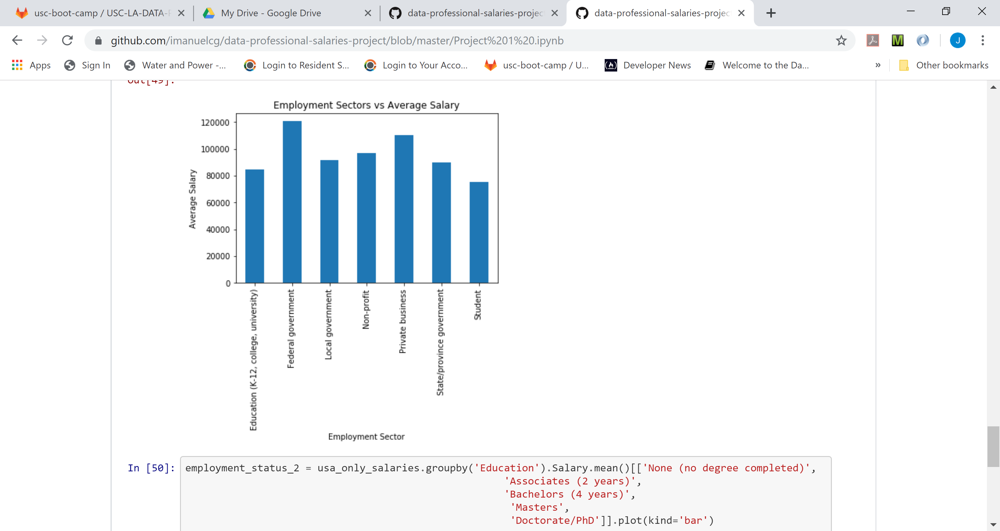 usc-boot-camp / USC-LA-DATA-
My Drive - Google Drive
data-professional-salaries-projec
data-professional-salaries-projec
github.com/imanuelcg/data-professional-salaries-project/blob/master/Project%201%20.ipynb
J
Apps
Sign In
Water and Power -...
Login to Resident S...
Login to Your Acco...
usc-boot-camp / U...
Developer News
Welcome to the Da...
»
Other bookmarks
Out[49]:
Employment Sectors vs Average Salary
120000
100000
80000
60000
40000
20000
0
Average Salary
Education (K-12, college, university)
Federal government
Local government
Non-profit
Private business
State/province government
Student
Employment Sector
In [50]:
employment_status_2 = usa_only_salaries.groupby('Education').Salary.mean()[['None (no degree completed)',
'Associates (2 years)',
'Bachelors (4 years)',
'Masters',
'Doctorate/PhD']].plot(kind='bar')